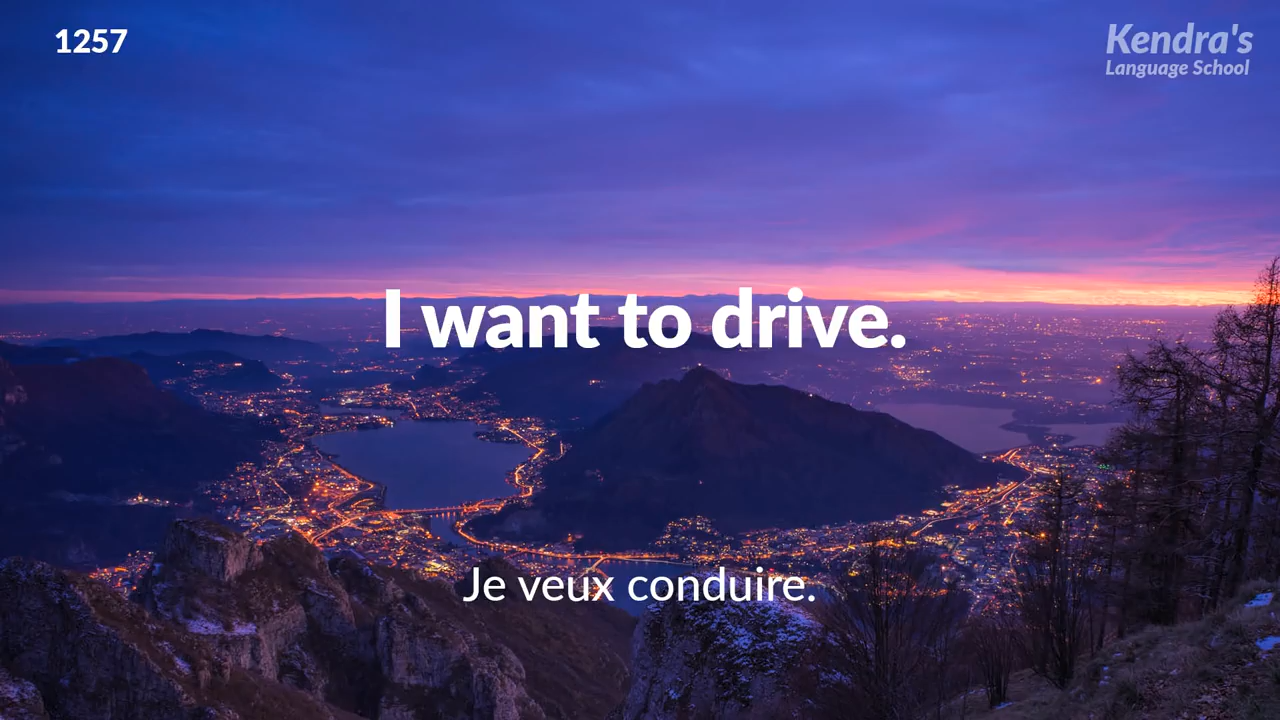 1257
Kendra's
Language School
I want to drive.
Je veux conduire.